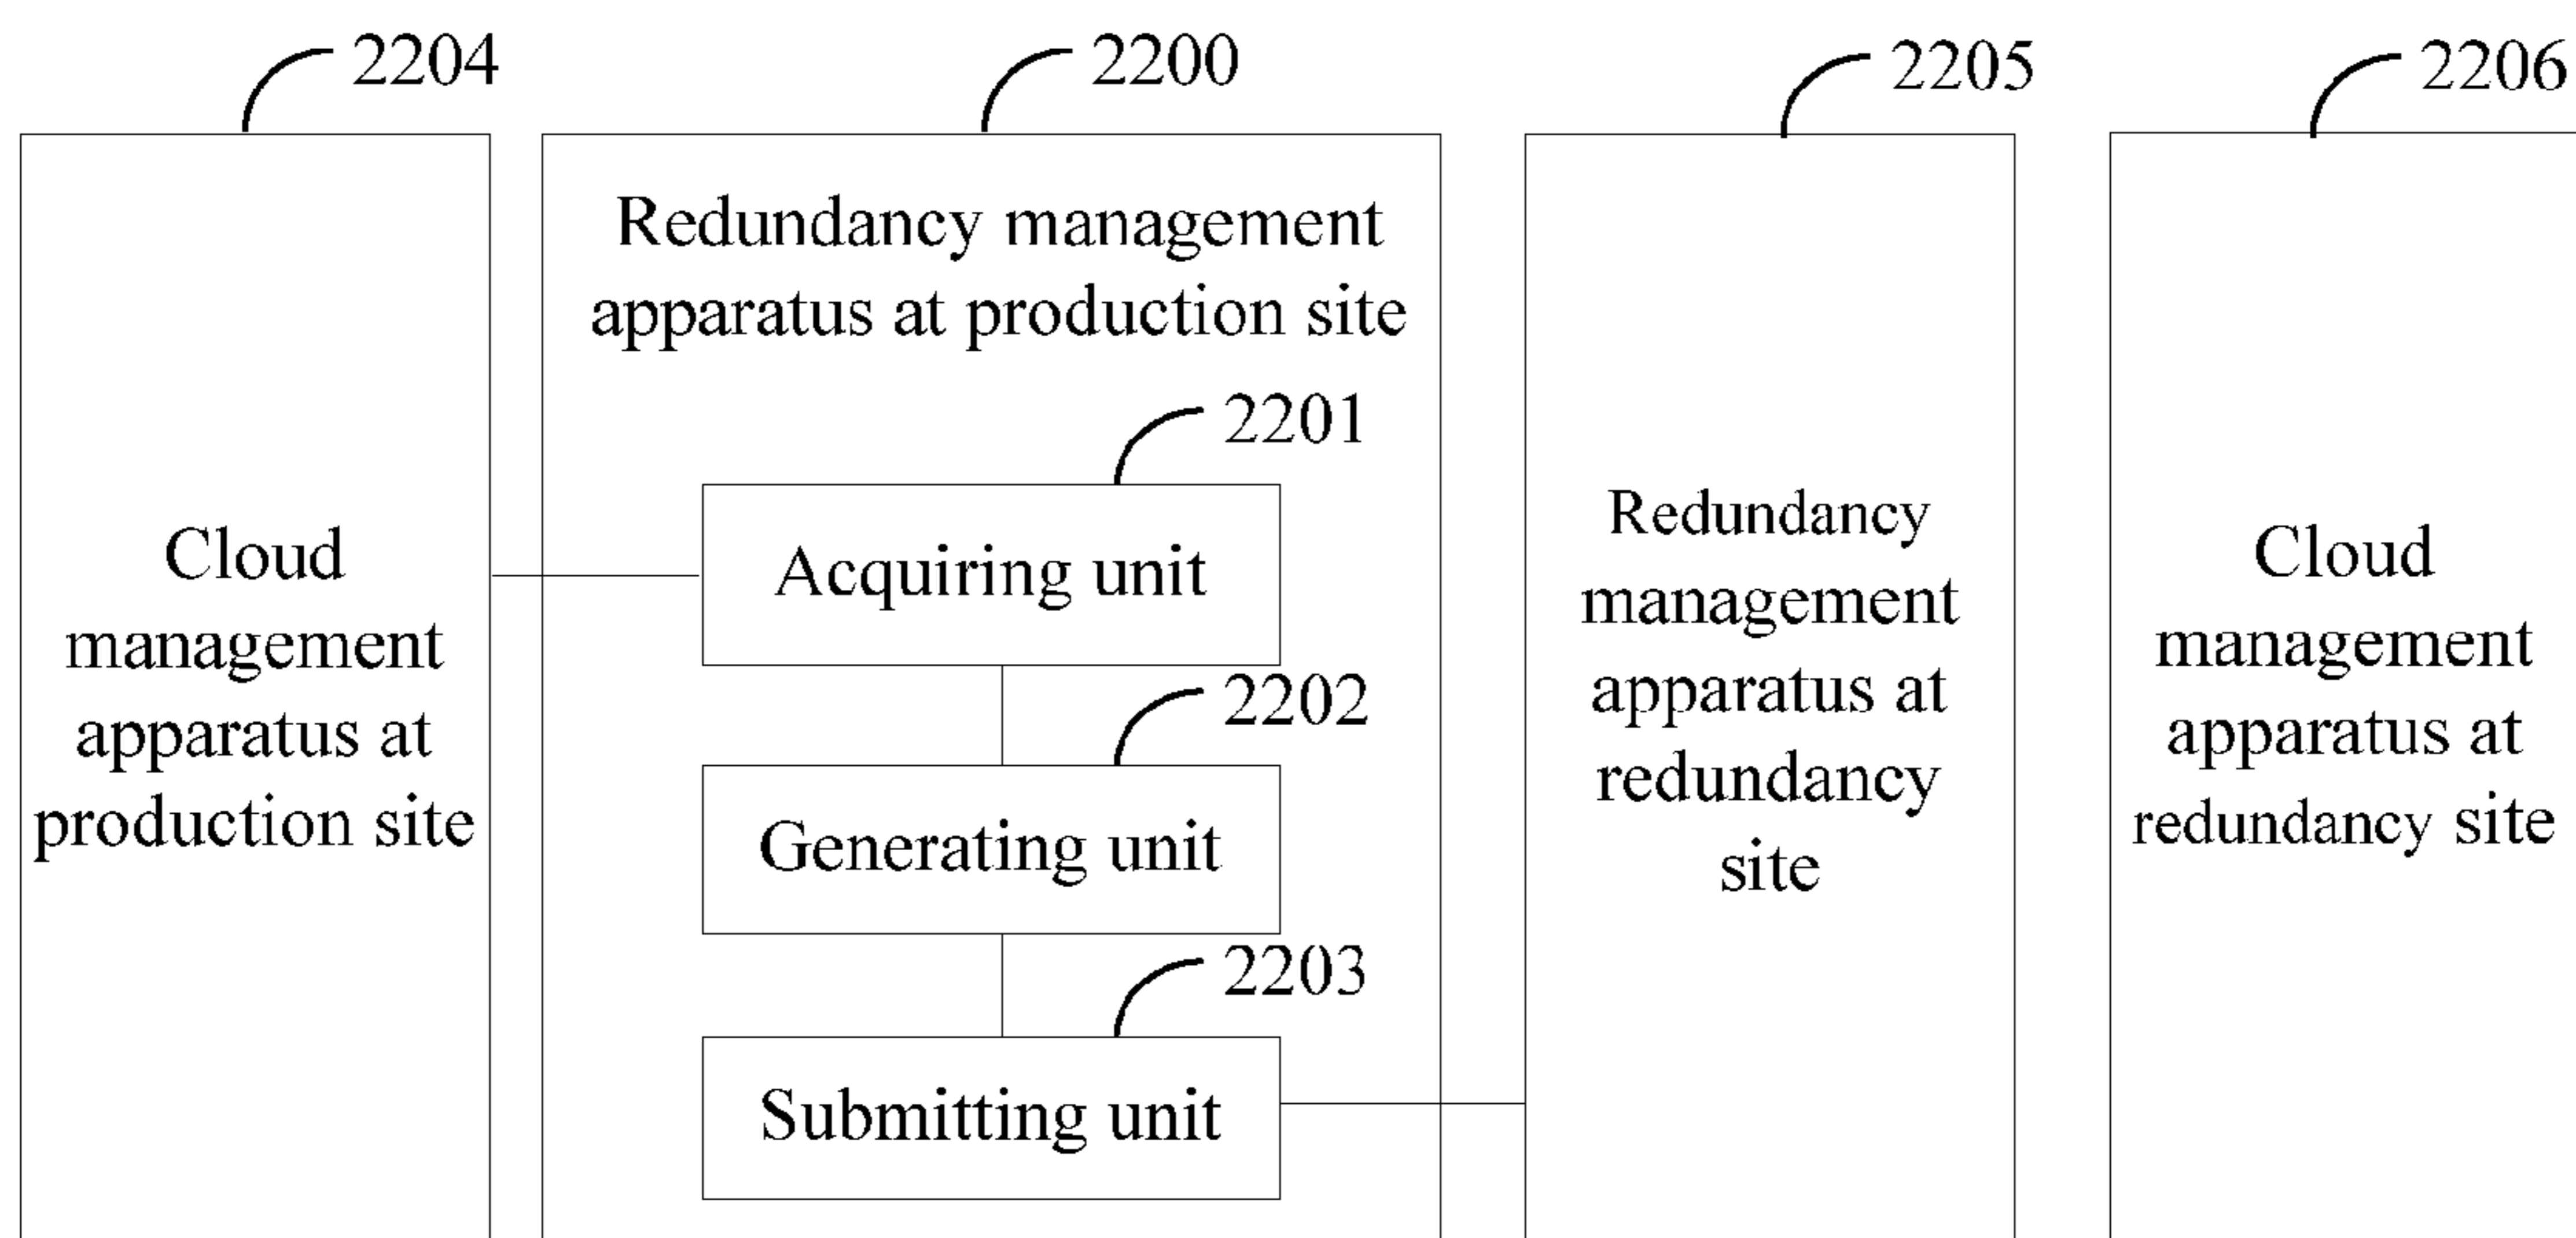 2204
2200
2205
2206
Cloud
management
apparatus at
production site
Redundancy management
apparatus at production site
2201
Acquiring unit
2202
Generating unit
2203
Submitting unit
Redundancy
management
apparatus at
redundancy
site
Cloud
management
apparatus at
redundancy site